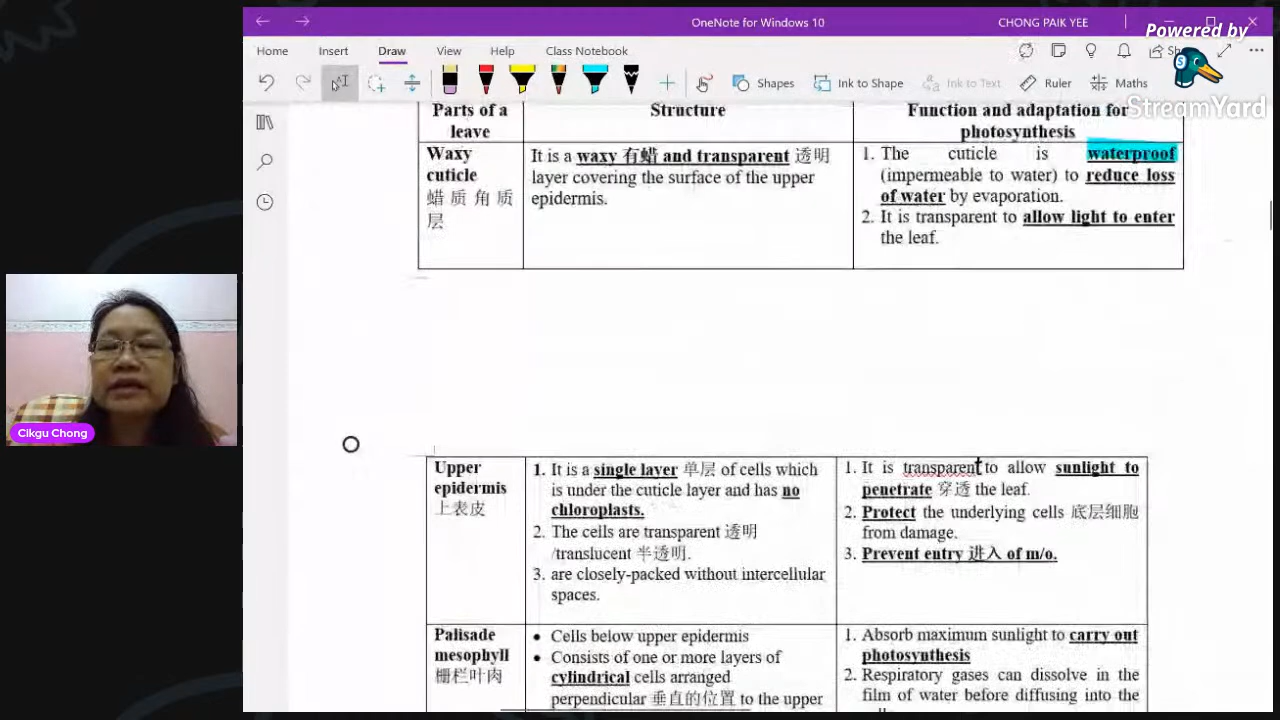 OneNote for Windows 10
CHONG PAIK YEE
Powered by
StreamYard
Home Insert Draw View Help Class Notebook
Shapes Ink to Shape Ink to Text Ruler Maths
Parts of a leave
Structure
Function and adaptation for photosynthesis
Waxy
cuticle
蜡质角质
层
It is a waxy 有蜡 and transparent 透明
layer covering the surface of the upper
epidermis.
1. The cuticle is waterproof
(impermeable to water) to reduce loss
of water by evaporation.
2. It is transparent to allow light to enter
the leaf.
Cikgu Chong
Upper
epidermis
上表皮
1. It is a single layer 单层 of cells which
is under the cuticle layer and has no
chloroplasts.
2. The cells are transparent 透明
/translucent 半透明.
3. are closely-packed without intercellular
spaces.
1. It is transparent to allow sunlight to
penetrate 穿透 the leaf.
2. Protect the underlying cells 底层细胞
from damage.
3. Prevent entry 进入 of m/o.
Palisade
mesophyll
栅栏叶肉
• Cells below upper epidermis
• Consists of one or more layers of
cylindrical cells arranged
perpendicular 垂直的位置 to the upper
1. Absorb maximum sunlight to carry out
photosynthesis
2. Respiratory gases can dissolve in the
film of water before diffusing into the